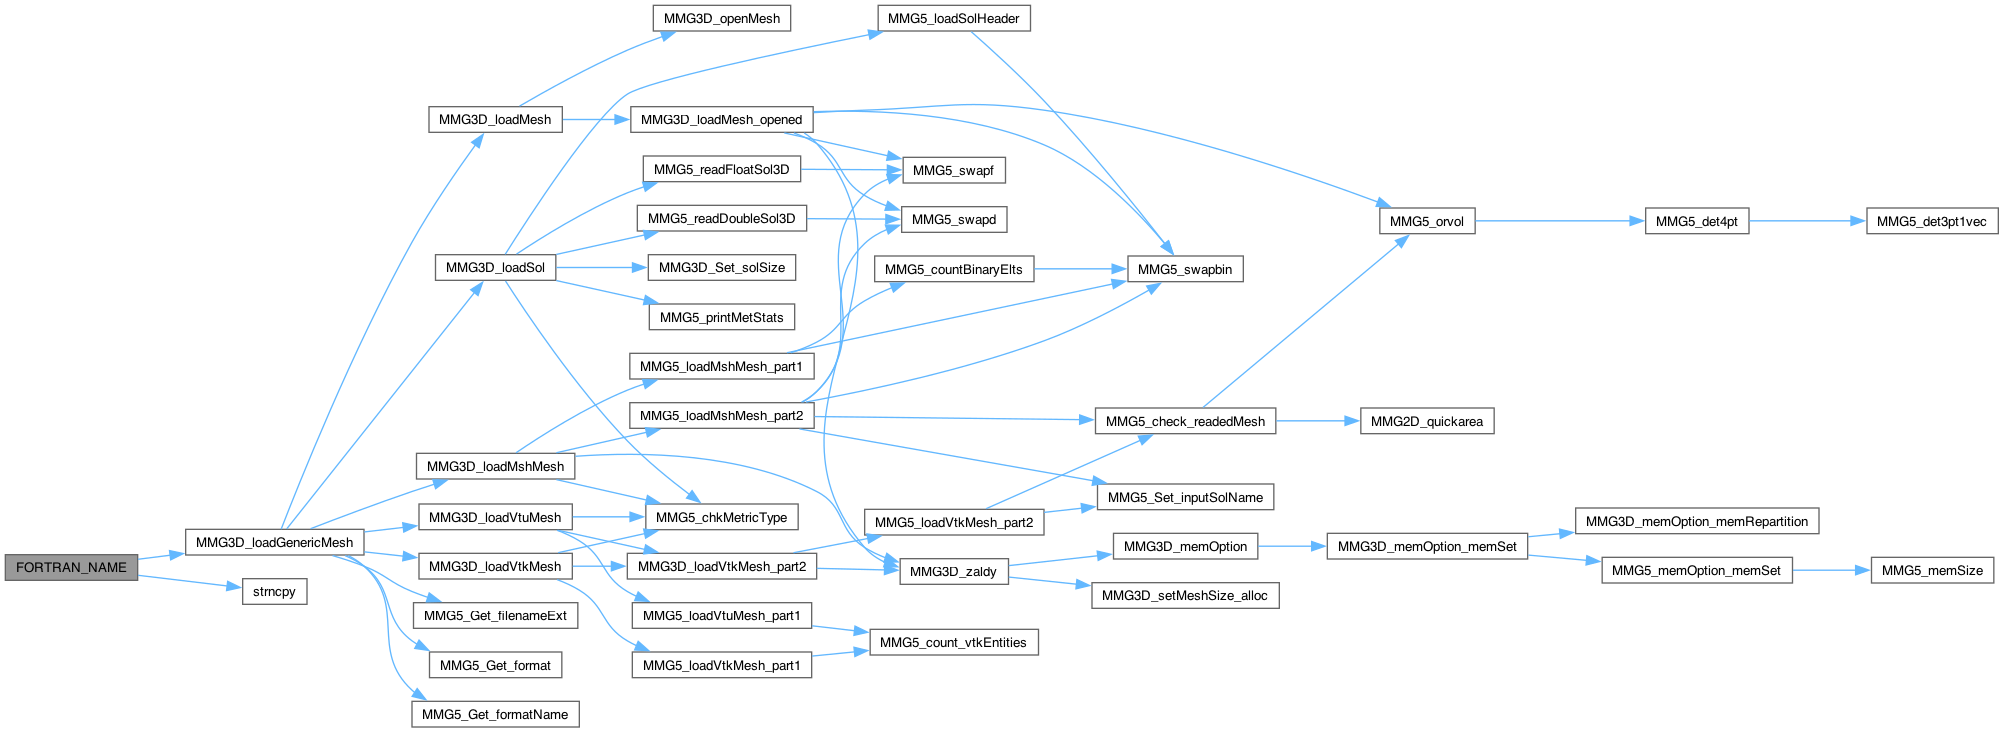 MMG3D_openMesh
MMG5_loadSolHeader
MMG3D_loadMesh
MMG3D_loadMesh_opened
MMG5_readFloatSol3D
MMG5_swapf
MMG5_readDoubleSol3D
MMG5_swapd
MMG5_orvol
MMG5_det4pt
MMG5_det3pt1vec
MMG3D_loadSol
MMG3D_Set_solSize
MMG5_countBinaryElts
MMG5_swapbin
MMG5_printMetStats
MMG5_loadMshMesh_part1
MMG5_loadMshMesh_part2
MMG5_check_readedMesh
MMG2D_quickarea
MMG3D_loadMshMesh
MMG5_Set_inputSolName
MMG3D_loadVtuMesh
MMG5_chkMetricType
MMG5_loadVtkMesh_part2
MMG3D_memOption_memRepartition
MMG3D_loadGenericMesh
MMG3D_memOption
MMG3D_memOption_memSet
FORTRAN_NAME
MMG3D_loadVtkMesh
MMG3D_loadVtkMesh_part2
MMG3D_zaldy
MMG5_memOption_memSet
MMG5_memSize
strncpy
MMG3D_setMeshSize_alloc
MMG5_Get_filenameExt
MMG5_loadVtuMesh_part1
MMG5_count_vtkEntities
MMG5_Get_format
MMG5_loadVtkMesh_part1
MMG5_Get_formatName